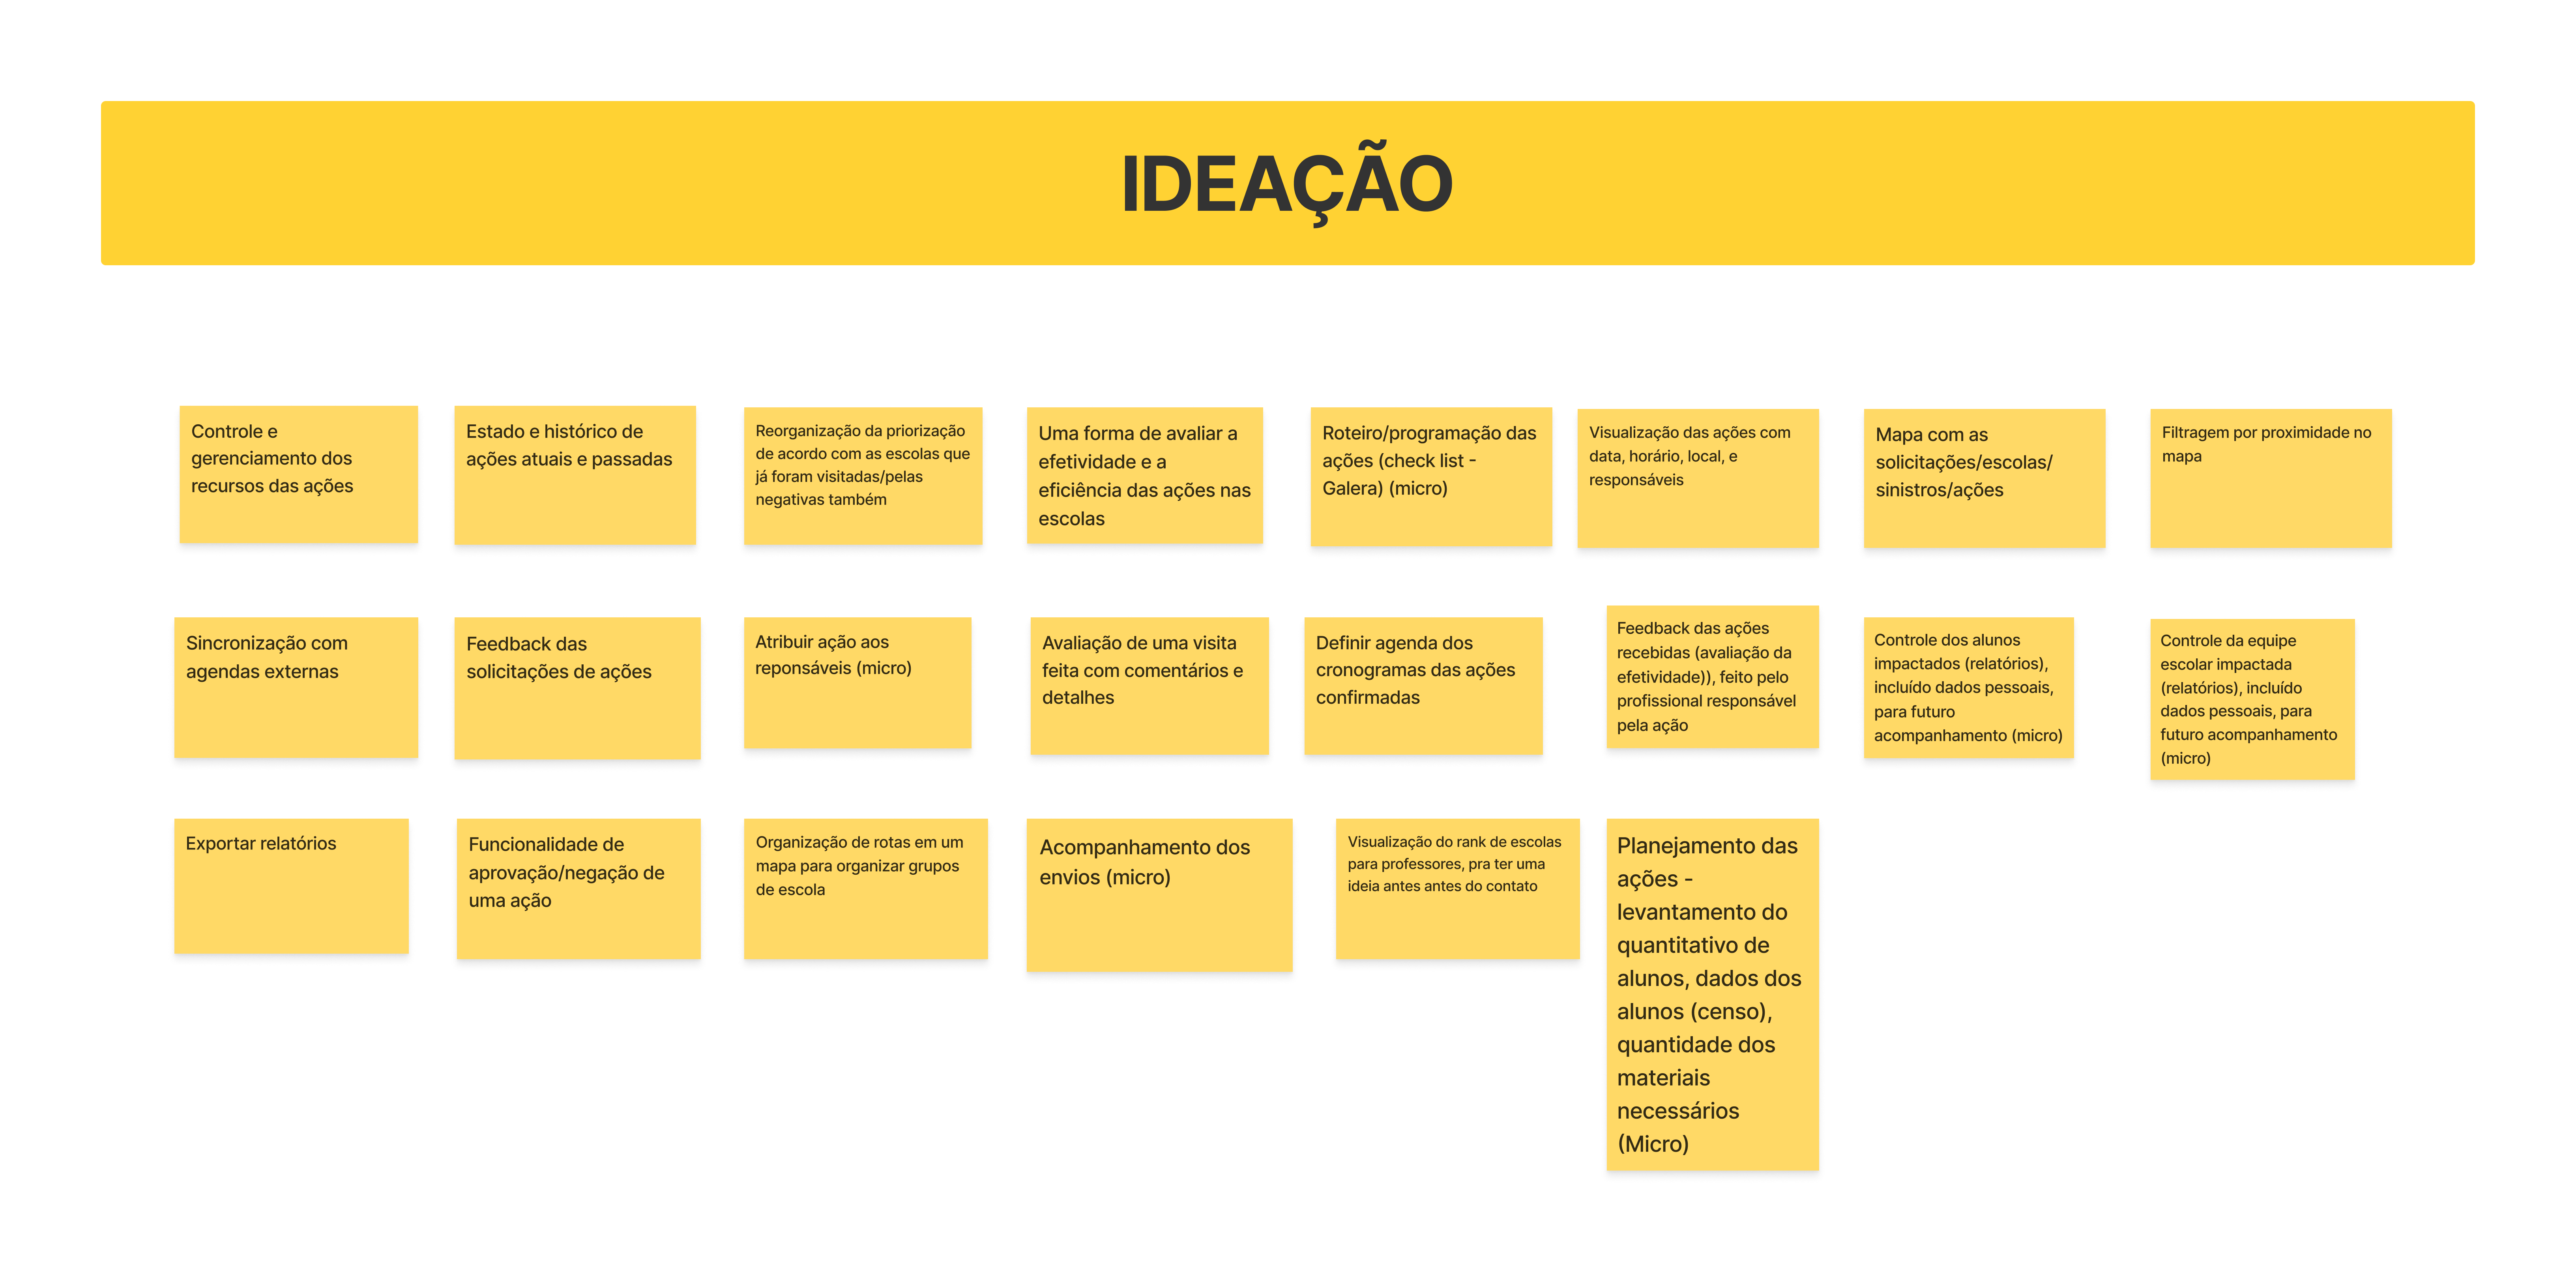 IDEAÇÃO
Controle e
gerenciamento dos
recursos das ações
Estado e histórico de
ações atuais e passadas
Reorganização da priorização
de acordo com as escolas que
já foram visitadas/pelas
negativas também
Uma forma de avaliar a
efetividade e a
eficiência das ações nas
escolas
Roteiro/programação das
ações (check list -
Galera) (micro)
Visualização das ações com
data, horário, local, e
responsáveis
Mapa com as
solicitações/escolas/
sinistros/ações
Filtragem por proximidade no
mapa
Sincronização com
agendas externas
Feedback das
solicitações de ações
Atribuir ação aos
reponsáveis (micro)
Avaliação de uma visita
feita com comentários e
detalhes
Definir agenda dos
cronogramas das ações
confirmadas
Feedback das ações
recebidas (avaliação da
efetividade)), feito pelo
profissional responsável
pela ação
Controle dos alunos
impactados (relatórios),
incluído dados pessoais,
para futuro
acompanhamento (micro)
Controle da equipe
escolar impactada
(relatórios), incluído
dados pessoais, para
futuro acompanhamento
(micro)
Exportar relatórios
Funcionalidade de
aprovação/negação de
uma ação
Organização de rotas em um
mapa para organizar grupos
de escola
Acompanhamento dos
envios (micro)
Visualização do rank de escolas
para professores, pra ter uma
ideia antes antes do contato
Planejamento das
ações -
levantamento do
quantitativo de
alunos, dados dos
alunos (censo),
quantidade dos
materiais
necessários
(Micro)